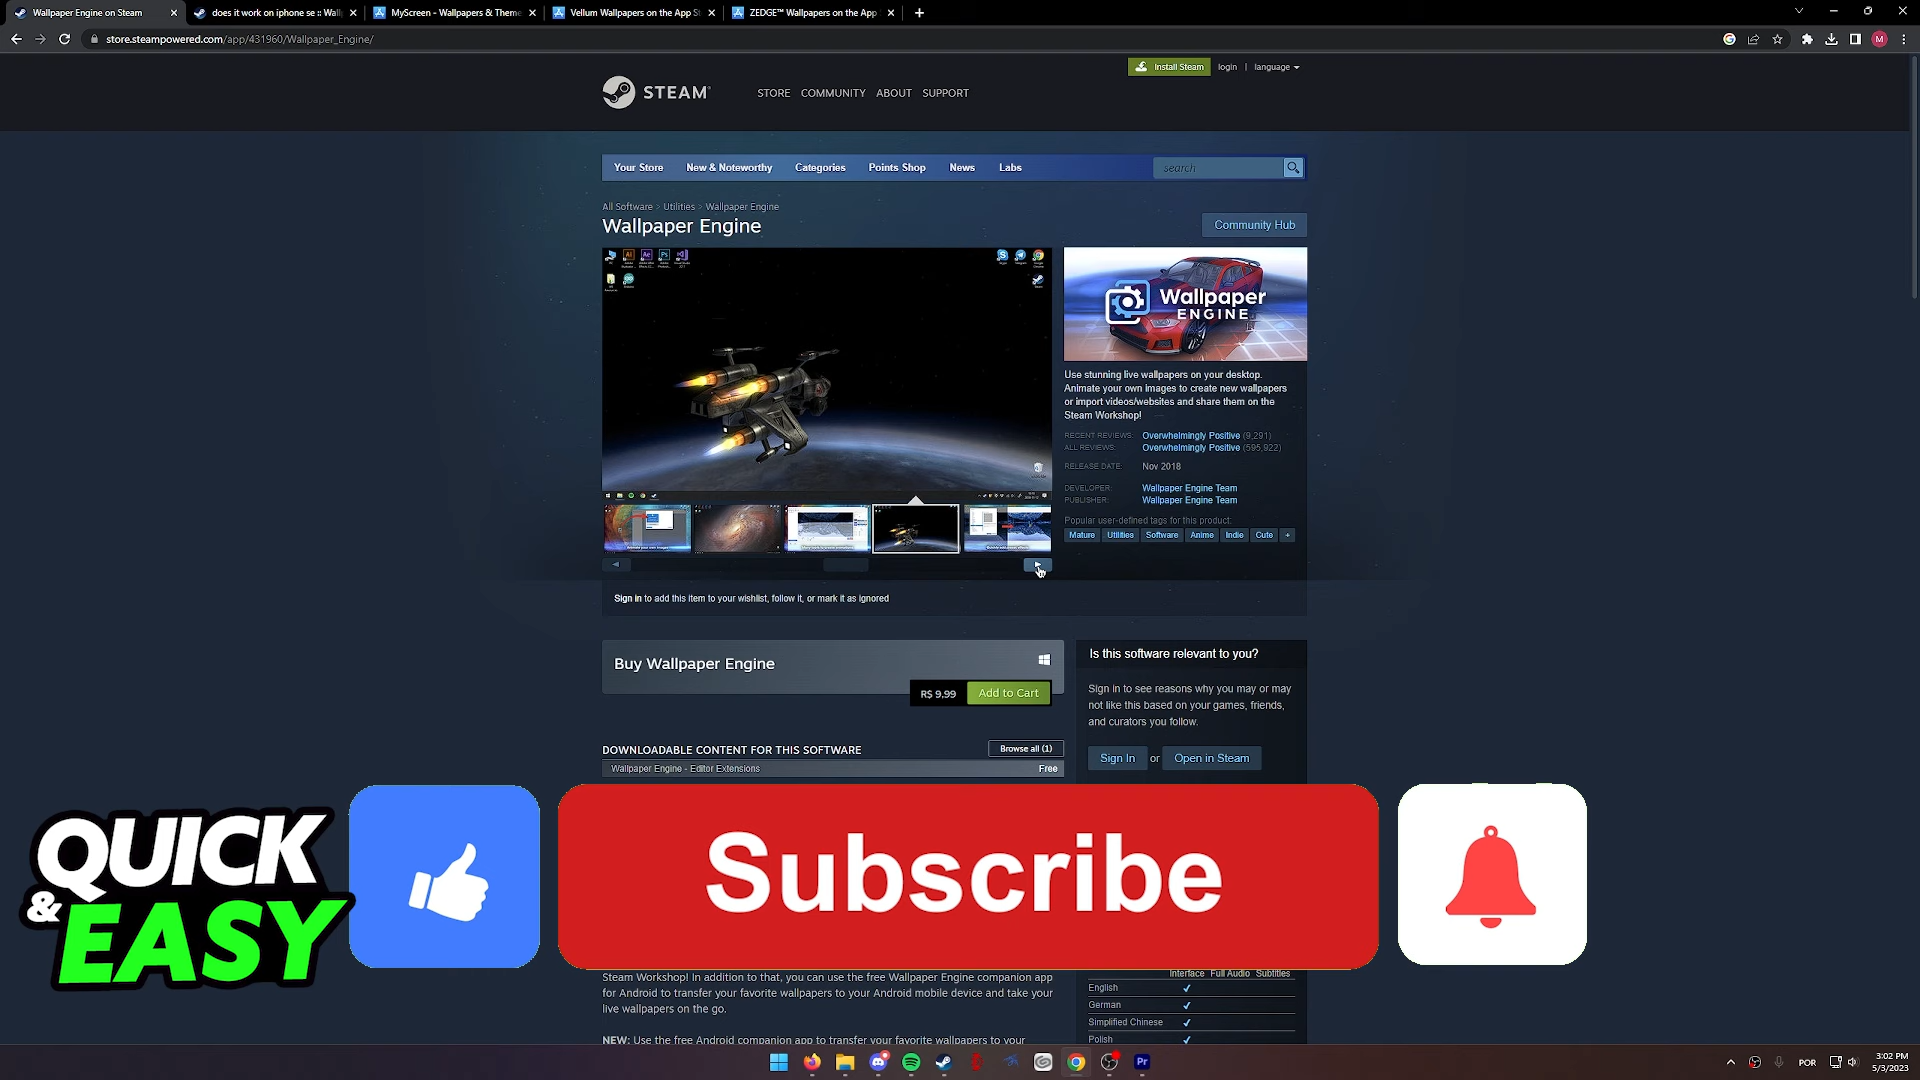 Wallpaper Engine on Steam
does it work on iphone se :: Wall
MyScreen - Wallpapers & Theme
Vellum Wallpapers on the App S
ZEDGE™ Wallpapers on the App
store.steampowered.com/app/431960/Wallpaper_Engine/
M
Install Steam login | language
STEAM
STORE COMMUNITY ABOUT SUPPORT
Your Store New & Noteworthy Categories Points Shop News Labs
search
All Software > Utilities > Wallpaper Engine
Wallpaper Engine
Community Hub
Wallpaper
ENGINE
Use stunning live wallpapers on your desktop.
Animate your own images to create new wallpapers
or import videos/websites and share them on the
Steam Workshop!
RECENT REVIEWS: Overwhelmingly Positive (9,291)
ALL REVIEWS: Overwhelmingly Positive (595,922)
RELEASE DATE: Nov 2018
DEVELOPER: Wallpaper Engine Team
PUBLISHER: Wallpaper Engine Team
Popular user-defined tags for this product:
Mature Utilities Software Anime Indie Cute +
Sign in to add this item to your wishlist, follow it, or mark it as ignored
Buy Wallpaper Engine
R$ 9,99 Add to Cart
Is this software relevant to you?
Sign in to see reasons why you may or may
not like this based on your games, friends,
and curators you follow.
Sign In or Open in Steam
DOWNLOADABLE CONTENT FOR THIS SOFTWARE
Browse all (1)
Wallpaper Engine - Editor Extensions Free
QUICK
& EASY
Subscribe
Steam Workshop! In addition to that, you can use the free Wallpaper Engine companion app
for Android to transfer your favorite wallpapers to your Android mobile device and take your
live wallpapers on the go.
NEW: Use the free Android companion app to transfer your favorite wallpapers to your
Interface Full Audio Subtitles
English
German
Simplified Chinese
Polish
Pr
POR
3:02 PM
5/3/2023